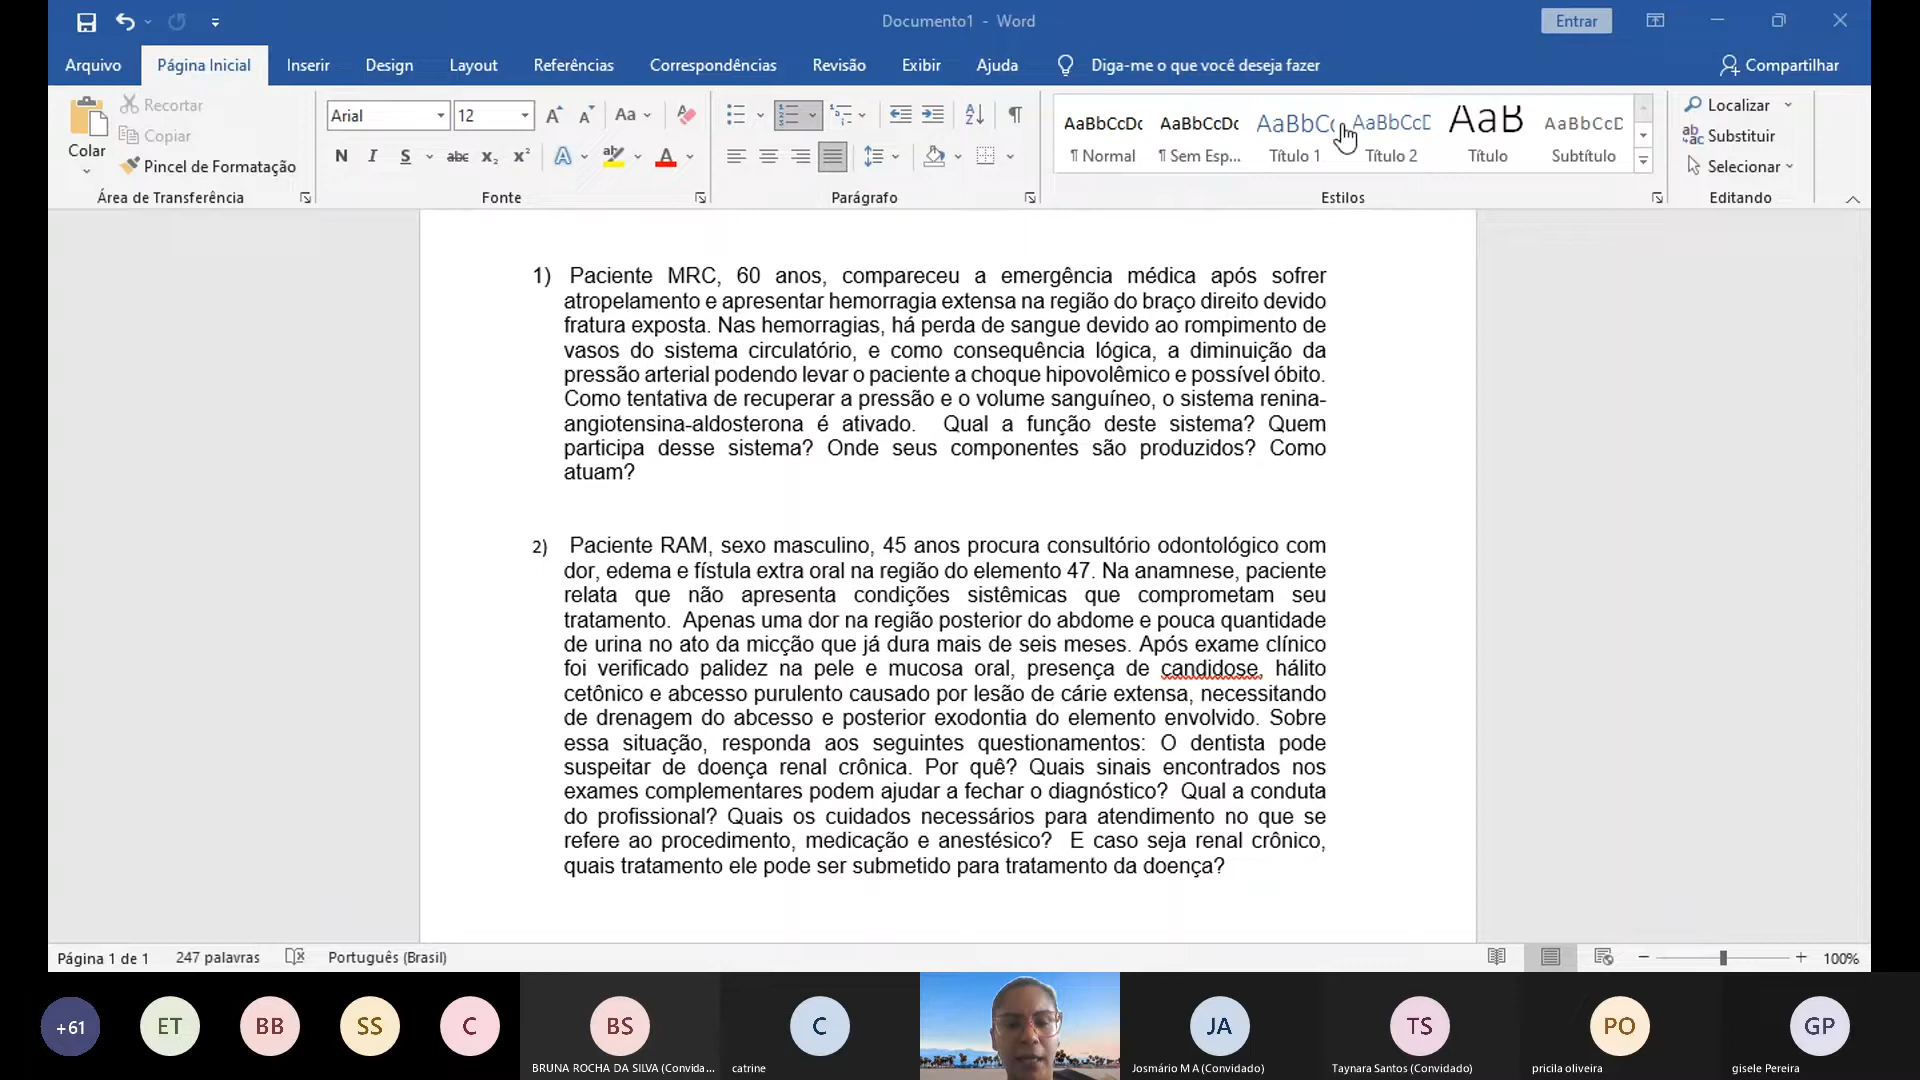 Documento1 - Word
Entrar
Arquivo
Página Inicial
Inserir
Design
Layout
Referências
Correspondências
Revisão
Exibir
Ajuda
Diga-me o que você deseja fazer
Compartilhar
Colar
Recortar
Copiar
Pincel de Formatação
Área de Transferência
Arial
12
Aa
N I S abc x₂ x² A A
Fonte
Parágrafo
AaBbCcDc
¶ Normal
AaBbCcDc
¶ Sem Esp...
AaBbCc
Título 1
AaBbCcD
Título 2
AaB
Título
AaBbCcD
Subtítulo
Estilos
Localizar
Substituir
Selecionar
Editando
1) Paciente MRC, 60 anos, compareceu a emergência médica após sofrer
atropelamento e apresentar hemorragia extensa na região do braço direito devido
fratura exposta. Nas hemorragias, há perda de sangue devido ao rompimento de
vasos do sistema circulatório, e como consequência lógica, a diminuição da
pressão arterial podendo levar o paciente a choque hipovolêmico e possível óbito.
Como tentativa de recuperar a pressão e o volume sanguíneo, o sistema renina-
angiotensina-aldosterona é ativado. Qual a função deste sistema? Quem
participa desse sistema? Onde seus componentes são produzidos? Como
atuam?
2) Paciente RAM, sexo masculino, 45 anos procura consultório odontológico com
dor, edema e fístula extra oral na região do elemento 47. Na anamnese, paciente
relata que não apresenta condições sistêmicas que comprometam seu
tratamento. Apenas uma dor na região posterior do abdome e pouca quantidade
de urina no ato da micção que já dura mais de seis meses. Após exame clínico
foi verificado palidez na pele e mucosa oral, presença de candidose, hálito
cetônico e abcesso purulento causado por lesão de cárie extensa, necessitando
de drenagem do abcesso e posterior exodontia do elemento envolvido. Sobre
essa situação, responda aos seguintes questionamentos: O dentista pode
suspeitar de doença renal crônica. Por quê? Quais sinais encontrados nos
exames complementares podem ajudar a fechar o diagnóstico? Qual a conduta
do profissional? Quais os cuidados necessários para atendimento no que se
refere ao procedimento, medicação e anestésico? E caso seja renal crônico,
quais tratamento ele pode ser submetido para tratamento da doença?
Página 1 de 1
247 palavras
Português (Brasil)
100%
+61
ET
BB
SS
C
BS
C
JA
TS
PO
GP
BRUNA ROCHA DA SILVA (Convida...
catrine
Josmário M A (Convidado)
Taynara Santos (Convidado)
pricila oliveira
gisele Pereira